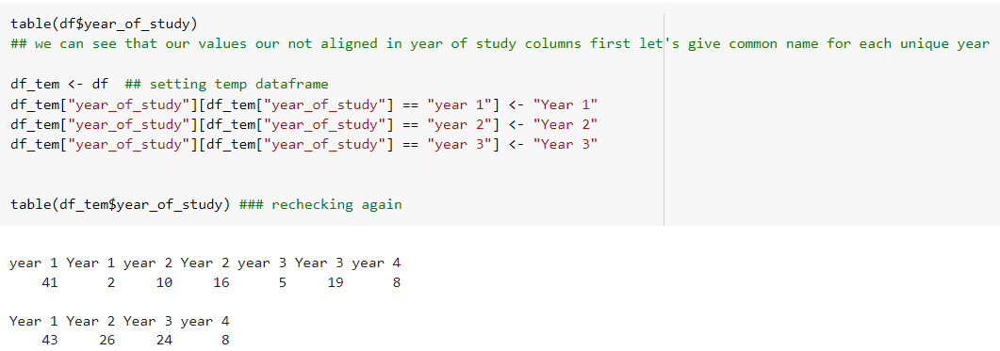 table(df$year_of_study)
## we can see that our values our not aligned in year of study columns first let's give common name for each unique year
df_tem <- df  ## setting temp dataframe
df_tem["year_of_study"][df_tem["year_of_study"] == "year 1"] <- "Year 1"
df_tem["year_of_study"][df_tem["year_of_study"] == "year 2"] <- "Year 2"
df_tem["year_of_study"][df_tem["year_of_study"] == "year 3"] <- "Year 3"
table(df_tem$year_of_study) ### rechecking again
year 1 Year 1 year 2 Year 2 year 3 Year 3 year 4
41 2 10 16 5 19 8
Year 1 Year 2 Year 3 year 4
43 26 24 8